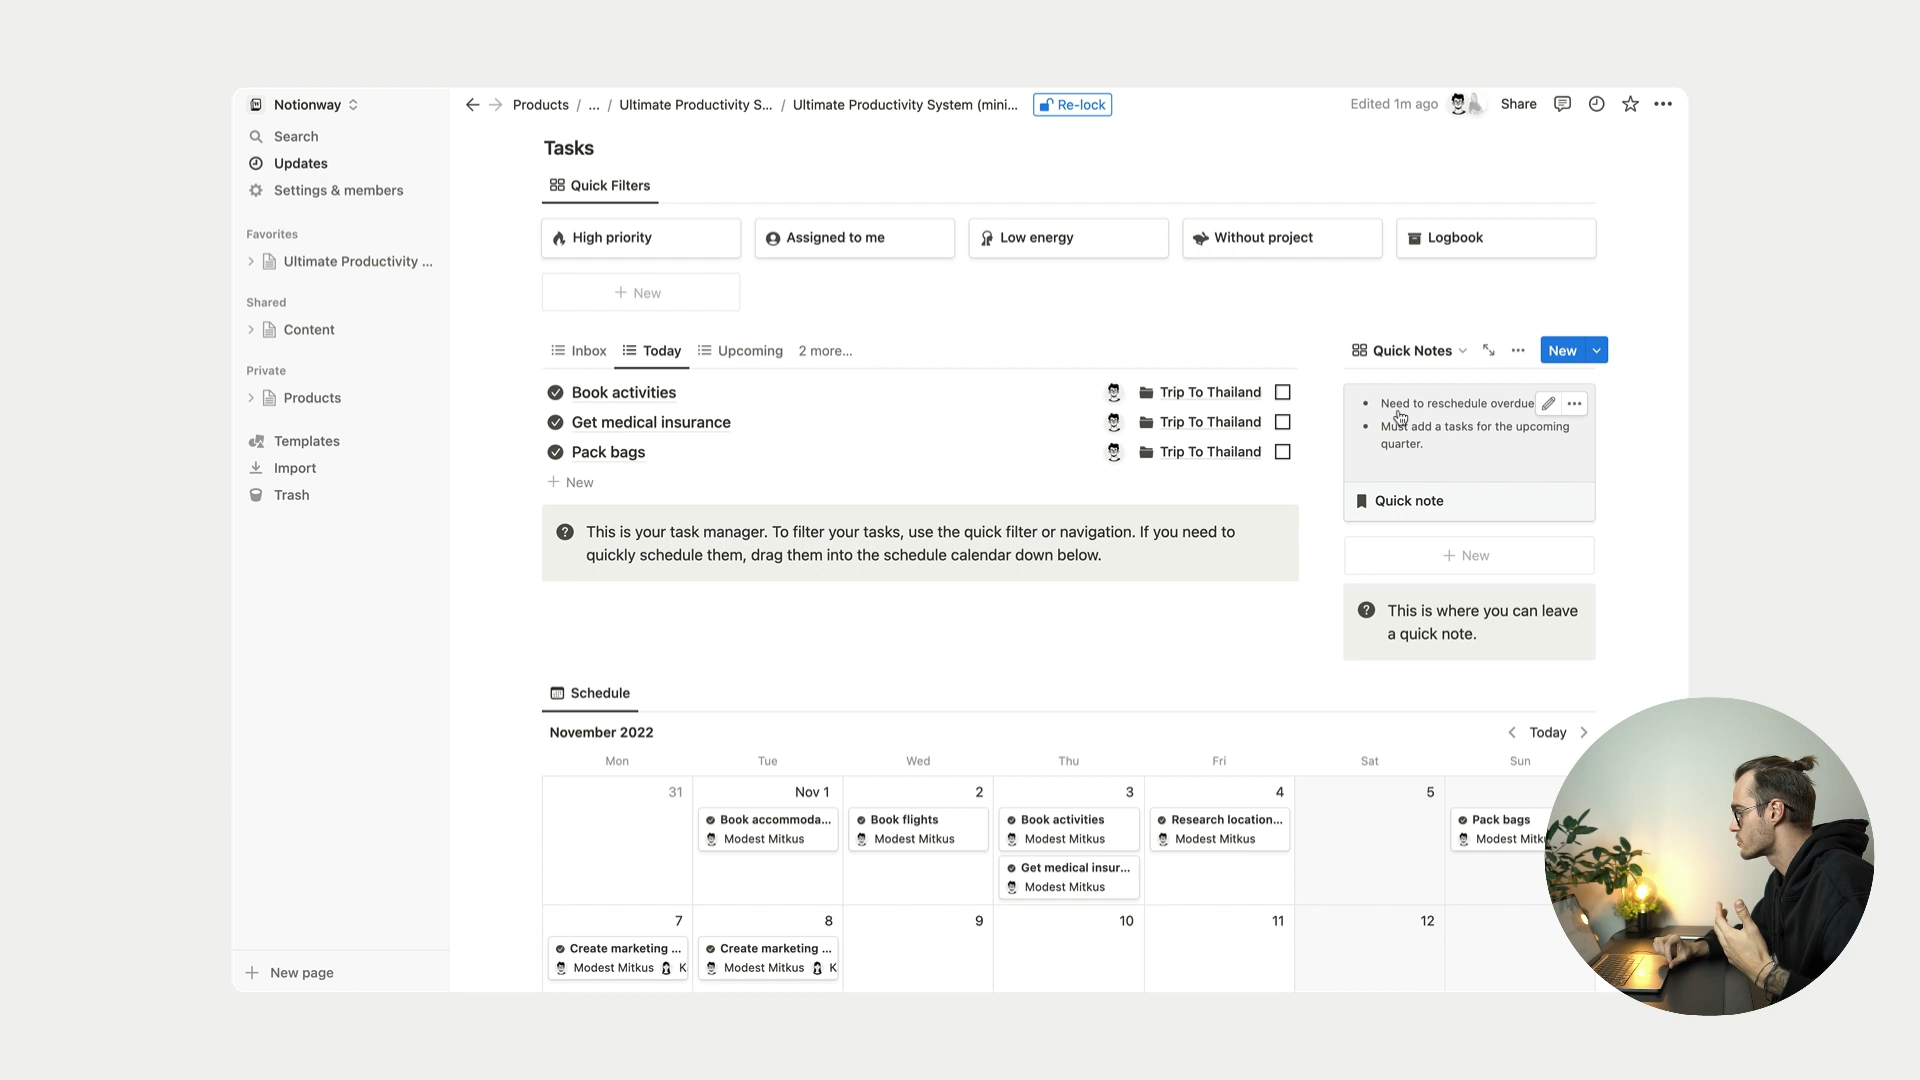 Notionway
Search
Updates
Settings & members
Favorites
Ultimate Productivity ...
Shared
Content
Private
Products
Templates
Import
Trash
New page
Products / ... / Ultimate Productivity S... / Ultimate Productivity System (mini...
Re-lock
Edited 1m ago
Share
Tasks
Quick Filters
High priority
Assigned to me
Low energy
Without project
Logbook
New
Inbox
Today
Upcoming
2 more...
Book activities
Trip To Thailand
Get medical insurance
Trip To Thailand
Pack bags
Trip To Thailand
New
This is your task manager. To filter your tasks, use the quick filter or navigation. If you need to
quickly schedule them, drag them into the schedule calendar down below.
Quick Notes
New
Need to reschedule overdue
Must add a tasks for the upcoming
quarter.
Quick note
New
This is where you can leave
a quick note.
Schedule
November 2022
Today
Mon Tue Wed Thu Fri Sat Sun
31 Nov 1 2 3 4 5
Book accommoda...
Modest Mitkus
Book flights
Modest Mitkus
Book activities
Modest Mitkus
Get medical insur...
Modest Mitkus
Research location...
Modest Mitkus
Pack bags
Modest Mitk
7 8 9 10 11 12
Create marketing ...
Modest Mitkus K
Create marketing ...
Modest Mitkus K